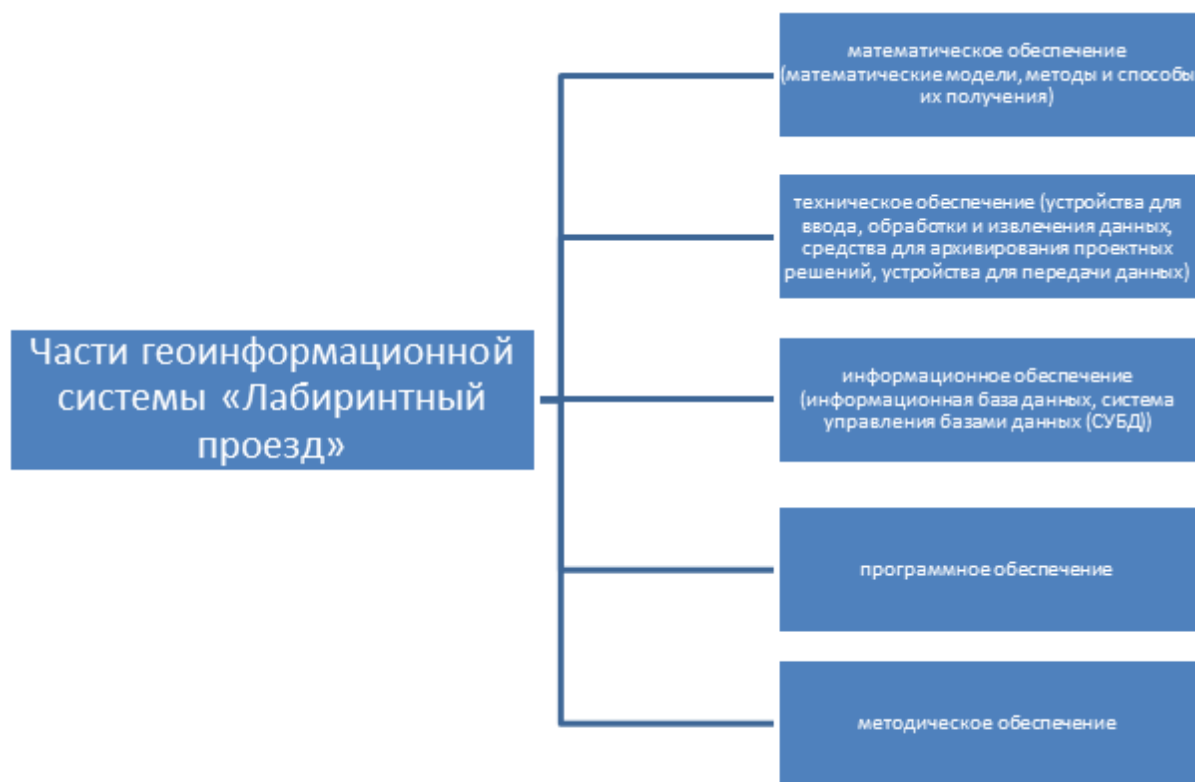 математическое обеспечение
(математические модели, методы и способы
их получения)
техническое обеспечение (устройства для
ввода, обработки и извлечения данных,
средства для архивирования проектных
решений, устройства для передачи данных)
Части геоинформационной
системы «Лабиринтный
проезд»
информационное обеспечение
(информационная база данных, система
управления базами данных (СУБД))
программное обеспечение
методическое обеспечение